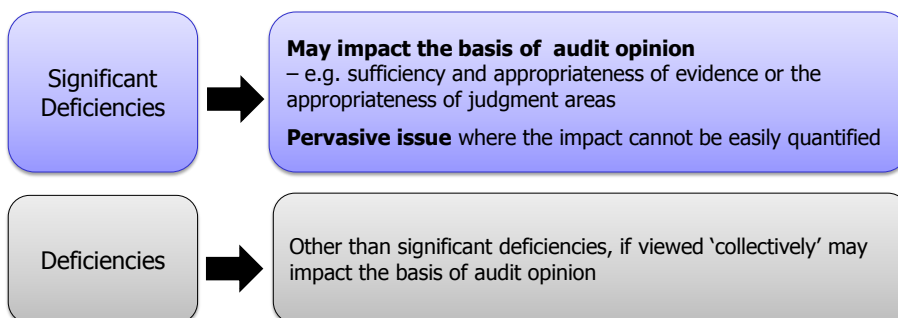 Significant
Deficiencies
May impact the basis of audit opinion
– e.g. sufficiency and appropriateness of evidence or the
appropriateness of judgment areas
Pervasive issue where the impact cannot be easily quantified
Deficiencies
Other than significant deficiencies, if viewed ‘collectively’ may
impact the basis of audit opinion